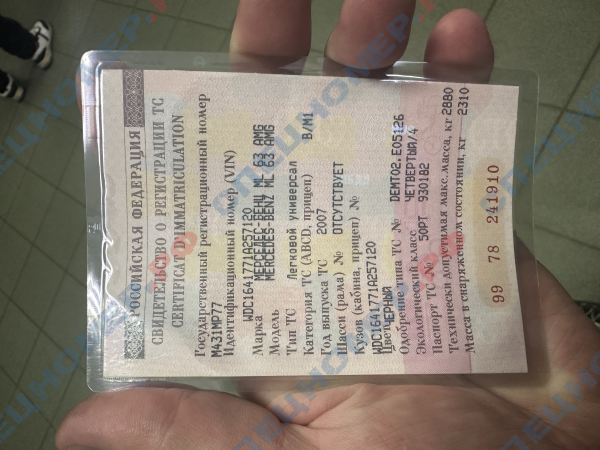 РОССИЙСКАЯ ФЕДЕРАЦИЯ
СВИДЕТЕЛЬСТВО О РЕГИСТРАЦИИ ТС
CERTIFICAT D'IMMATRICULATION
Государственный регистрационный номер
М431МР77
Идентификационный номер (VIN)
WDC1641771A257120
Марка МЕРСЕДЕС-BENЦ ML 63 AMG
Модель MERCEDES-BENZ ML 63 AMG
Тип ТС Легковой универсал
Категория ТС (ABCD, прицеп) B/M1
Год выпуска ТС 2007
Шасси (рама) № ОТСУТСТВУЕТ
Кузов (кабина, прицеп) №
WDC1641771A257120
Цвет ЧЕРНЫЙ
Одобрение типа ТС № DEMT02.E05126
Экологический класс ЧЕТВЕРТЫЙ/4
Паспорт ТС № 50РТ 930182
Технически допустимая макс. масса, кг 2880
Масса в снаряженном состоянии, кг 2310
99 78 241910